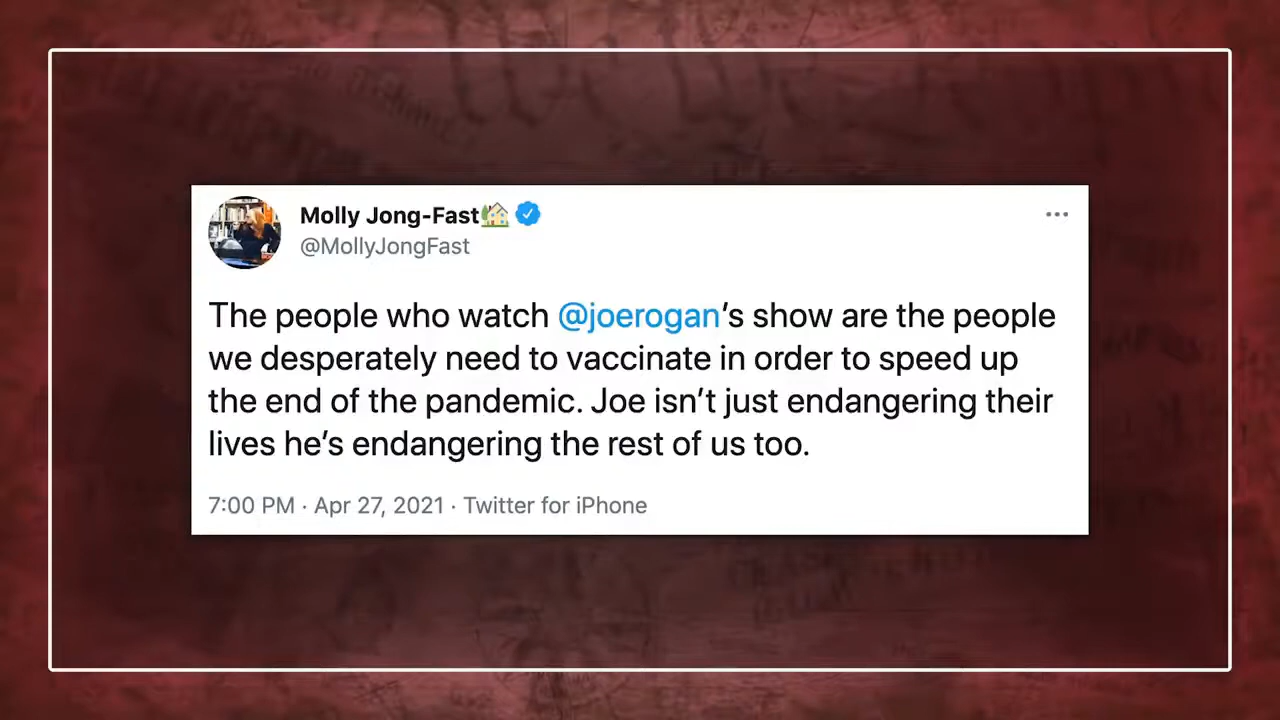 Molly Jong-Fast🏡
@MollyJongFast
The people who watch @joerogan’s show are the people
we desperately need to vaccinate in order to speed up
the end of the pandemic. Joe isn’t just endangering their
lives he’s endangering the rest of us too.
7:00 PM · Apr 27, 2021 · Twitter for iPhone